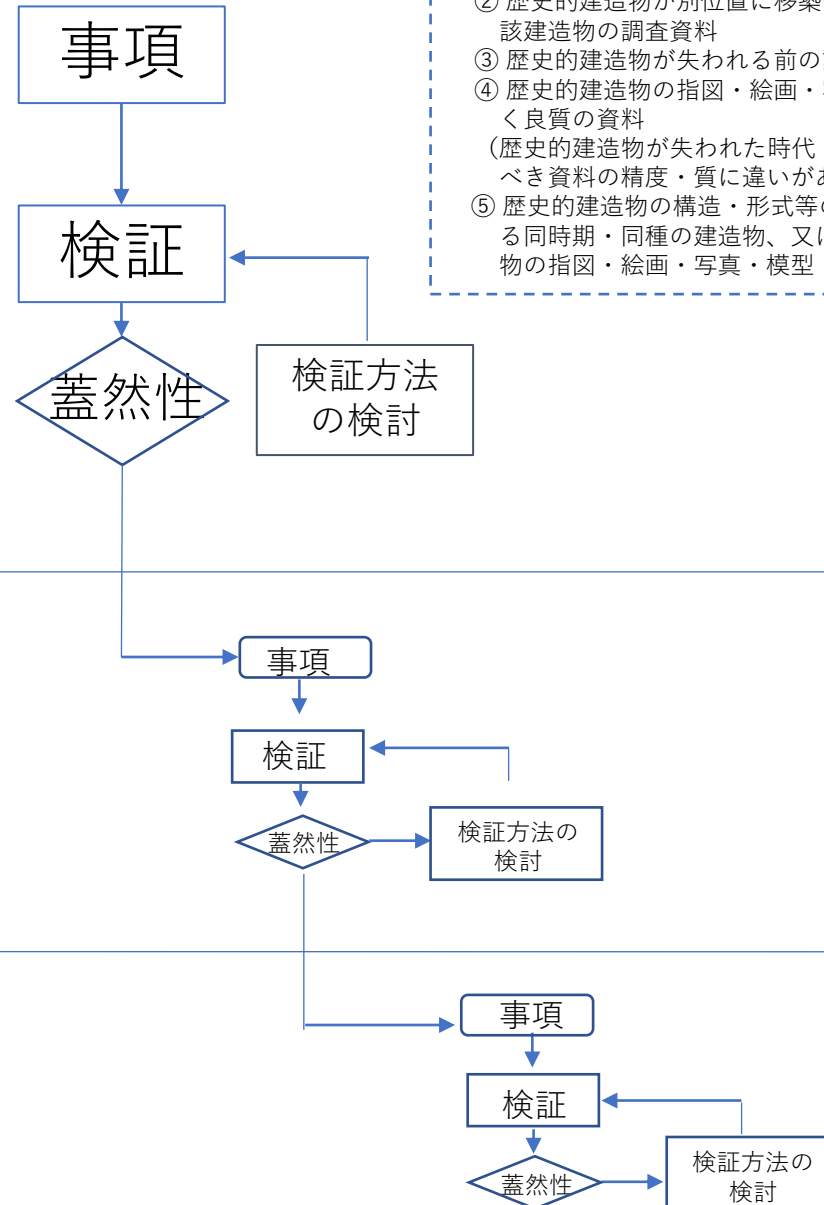 事項
② 歴史的建造物が別位置に移築
該建造物の調査資料
③ 歴史的建造物が失われる前の
④ 歴史的建造物の指図・絵画・
く良質の資料
(歴史的建造物が失われた時代
べき資料の精度・質に違いがあ
⑤ 歴史的建造物の構造・形式等の
る同時期・同種の建造物、又は
物の指図・絵画・写真・模型
検証
蓋然性
検証方法
の検討
事項
検証
蓋然性
検証方法の
検討
事項
検証
蓋然性
検証方法の
検討